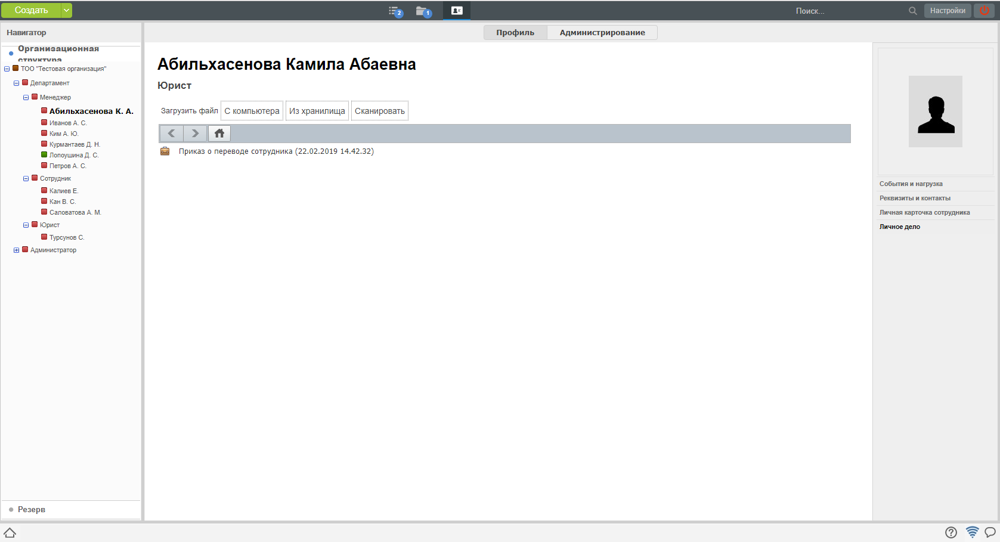 Создать
2
1
Поиск...
Настройки
Навигатор
Профиль
Администрирование
Организационная
структура
ТОО "Тестовая организация"
Департамент
Менеджер
Абильхасенова К. А.
Иванов А. С.
Ким А. Ю.
Курмантаев Д. Н.
Лопоушина Д. С.
Петров А. С.
Сотрудник
Калиев Е.
Кан В. С.
Саловатова А. М.
Юрист
Турсунов С.
Администратор
Резерв
Абильхасенова Камила Абаевна
Юрист
Загрузить файл С компьютера Из хранилища Сканировать
Приказ о переводе сотрудника (22.02.2019 14.42.32)
События и нагрузка
Реквизиты и контакты
Личная карточка сотрудника
Личное дело